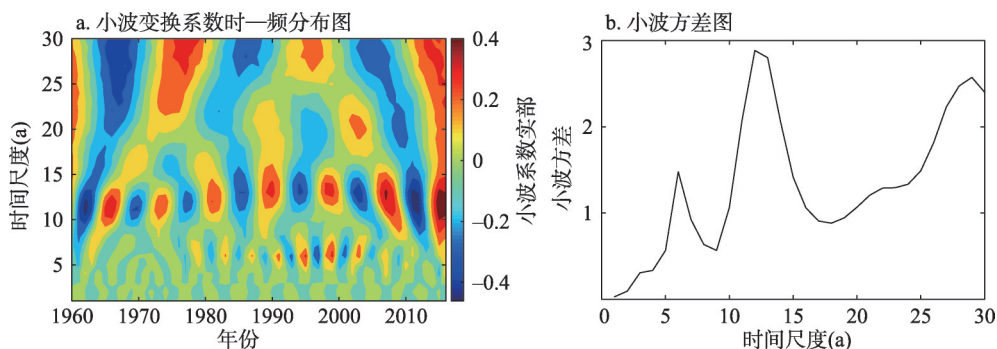 a. 小波变换系数时—频分布图
30
25
20
15
10
5
时间尺度(a)
1960 1970 1980 1990 2000 2010
年份
0.4
0.2
0
–0.2
–0.4
小波系数实部
b. 小波方差图
3
2
1
小波方差
0 5 10 15 20 25 30
时间尺度(a)